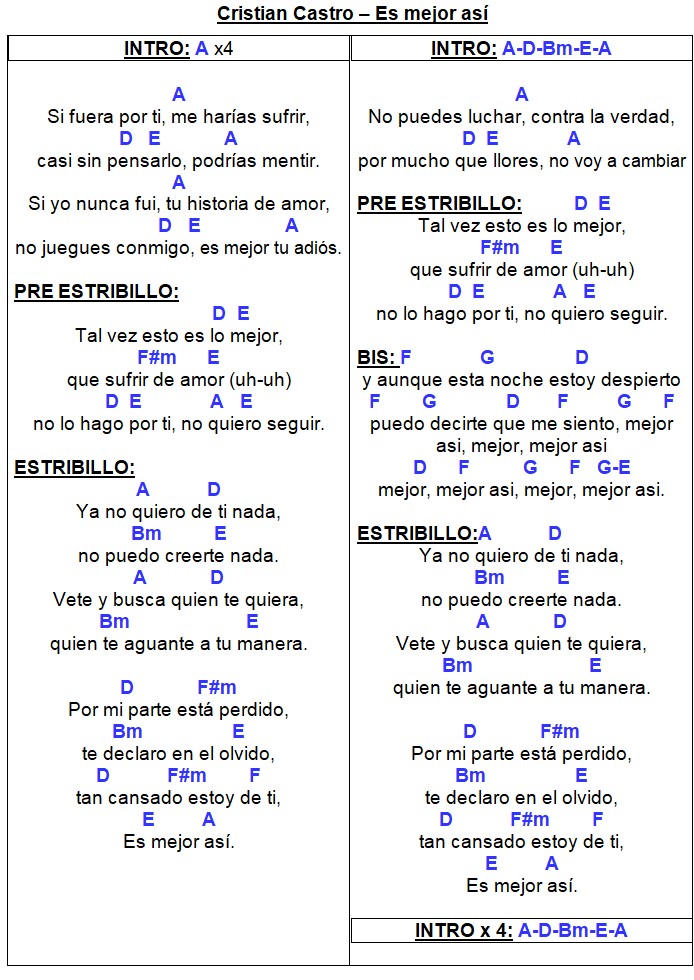 Cristian Castro – Es mejor así
INTRO: A x4
A
Si fuera por ti, me harías sufrir,
D E A
casi sin pensarlo, podrías mentir.
A
Si yo nunca fui, tu historia de amor,
D E A
no juegues conmigo, es mejor tu adiós.
PRE ESTRIBILLO:
D E
Tal vez esto es lo mejor,
F#m E
que sufrir de amor (uh-uh)
D E A E
no lo hago por ti, no quiero seguir.
ESTRIBILLO:
A D
Ya no quiero de ti nada,
Bm E
no puedo creerte nada.
A D
Vete y busca quien te quiera,
Bm E
quien te aguante a tu manera.
D F#m
Por mi parte está perdido,
Bm E
te declaro en el olvido,
D F#m F
tan cansado estoy de ti,
E A
Es mejor así.
INTRO: A-D-Bm-E-A
A
No puedes luchar, contra la verdad,
D E A
por mucho que llores, no voy a cambiar
PRE ESTRIBILLO: D E
Tal vez esto es lo mejor,
F#m E
que sufrir de amor (uh-uh)
D E A E
no lo hago por ti, no quiero seguir.
BIS: F G D
y aunque esta noche estoy despierto
F G D F G F
puedo decirte que me siento, mejor
asi, mejor, mejor asi
D F G F G-E
mejor, mejor asi, mejor, mejor asi.
ESTRIBILLO:A D
Ya no quiero de ti nada,
Bm E
no puedo creerte nada.
A D
Vete y busca quien te quiera,
Bm E
quien te aguante a tu manera.
D F#m
Por mi parte está perdido,
Bm E
te declaro en el olvido,
D F#m F
tan cansado estoy de ti,
E A
Es mejor así.
INTRO x 4: A-D-Bm-E-A